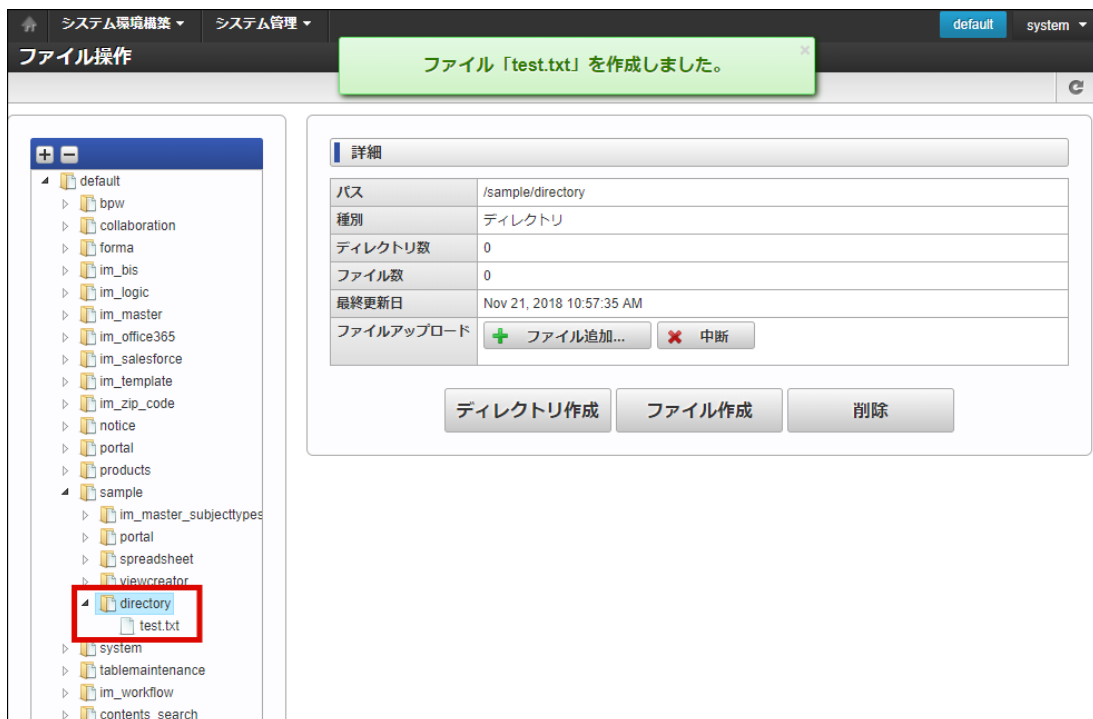 システム環境構築 システム管理 default system
ファイル操作
ファイル「test.txt」を作成しました。
default
bpw
collaboration
forma
im_bis
im_logic
im_master
im_office365
im_salesforce
im_template
im_zip_code
notice
portal
products
sample
im_master_subjecttypes
portal
spreadsheet
viewcreator
directory
test.txt
system
tablemaintenance
im_workflow
contents_search
詳細
パス /sample/directory
種別 ディレクトリ
ディレクトリ数 0
ファイル数 0
最終更新日 Nov 21, 2018 10:57:35 AM
ファイルアップロード ファイル追加... 中断
ディレクトリ作成 ファイル作成 削除